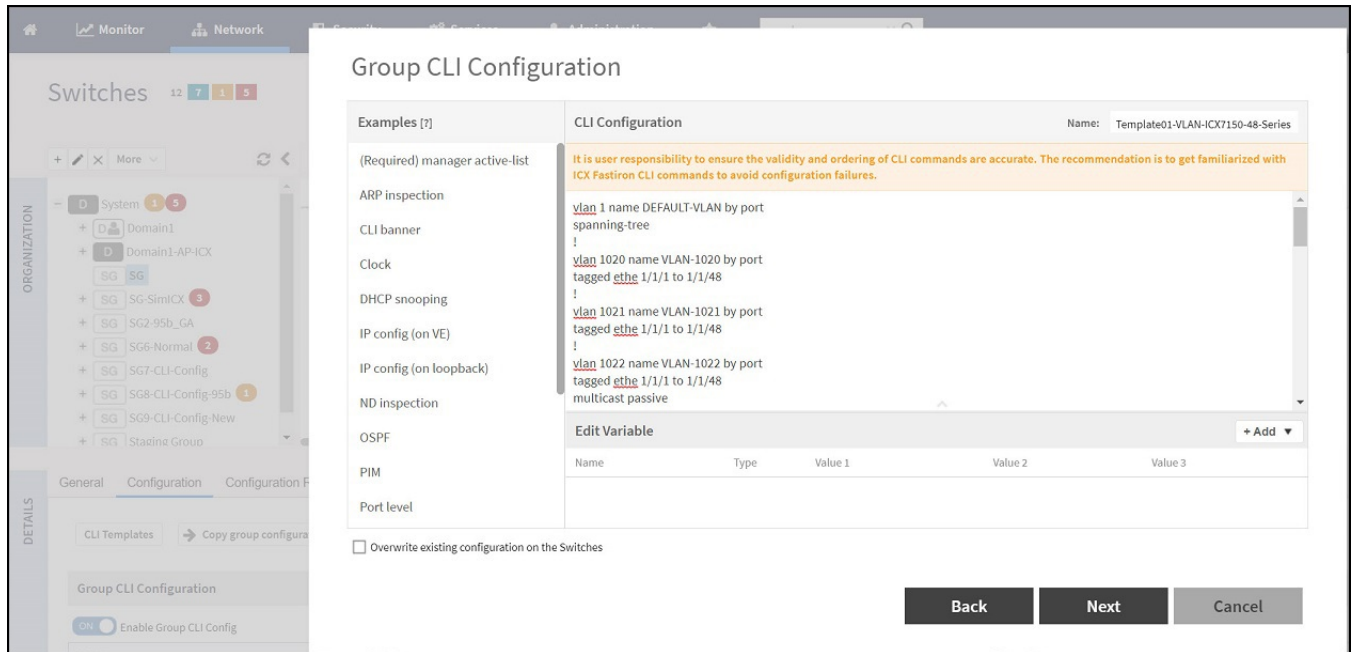 Monitor
Network
Switches 12 7 1 5
+ More
ORGANIZATION
- D System 1 5
+ D Domain1
+ D Domain1-AP-ICX
SG SG
+ SG SG-SimICX 3
+ SG SG2-95b_GA
+ SG SG6-Normal 2
+ SG SG7-CLI-Config
+ SG SG8-CLI-Config-95b 1
+ SG SG9-CLI-Config-New
+ SG Staging Group
DETAILS
General Configuration Configuration
CLI Templates
Copy group configura
Group CLI Configuration
ON Enable Group CLI Config
Group CLI Configuration
Examples [?]
(Required) manager active-list
ARP inspection
CLI banner
Clock
DHCP snooping
IP config (on VE)
IP config (on loopback)
ND inspection
OSPF
PIM
Port level
CLI Configuration
Name: Template01-VLAN-ICX7150-48-Series
It is user responsibility to ensure the validity and ordering of CLI commands are accurate. The recommendation is to get familiarized with
ICX Fastiron CLI commands to avoid configuration failures.
vlan 1 name DEFAULT-VLAN by port
spanning-tree
!
vlan 1020 name VLAN-1020 by port
tagged ethe 1/1/1 to 1/1/48
!
vlan 1021 name VLAN-1021 by port
tagged ethe 1/1/1 to 1/1/48
!
vlan 1022 name VLAN-1022 by port
tagged ethe 1/1/1 to 1/1/48
multicast passive
Edit Variable
+ Add
Name Type Value 1 Value 2 Value 3
Overwrite existing configuration on the Switches
Back
Next
Cancel